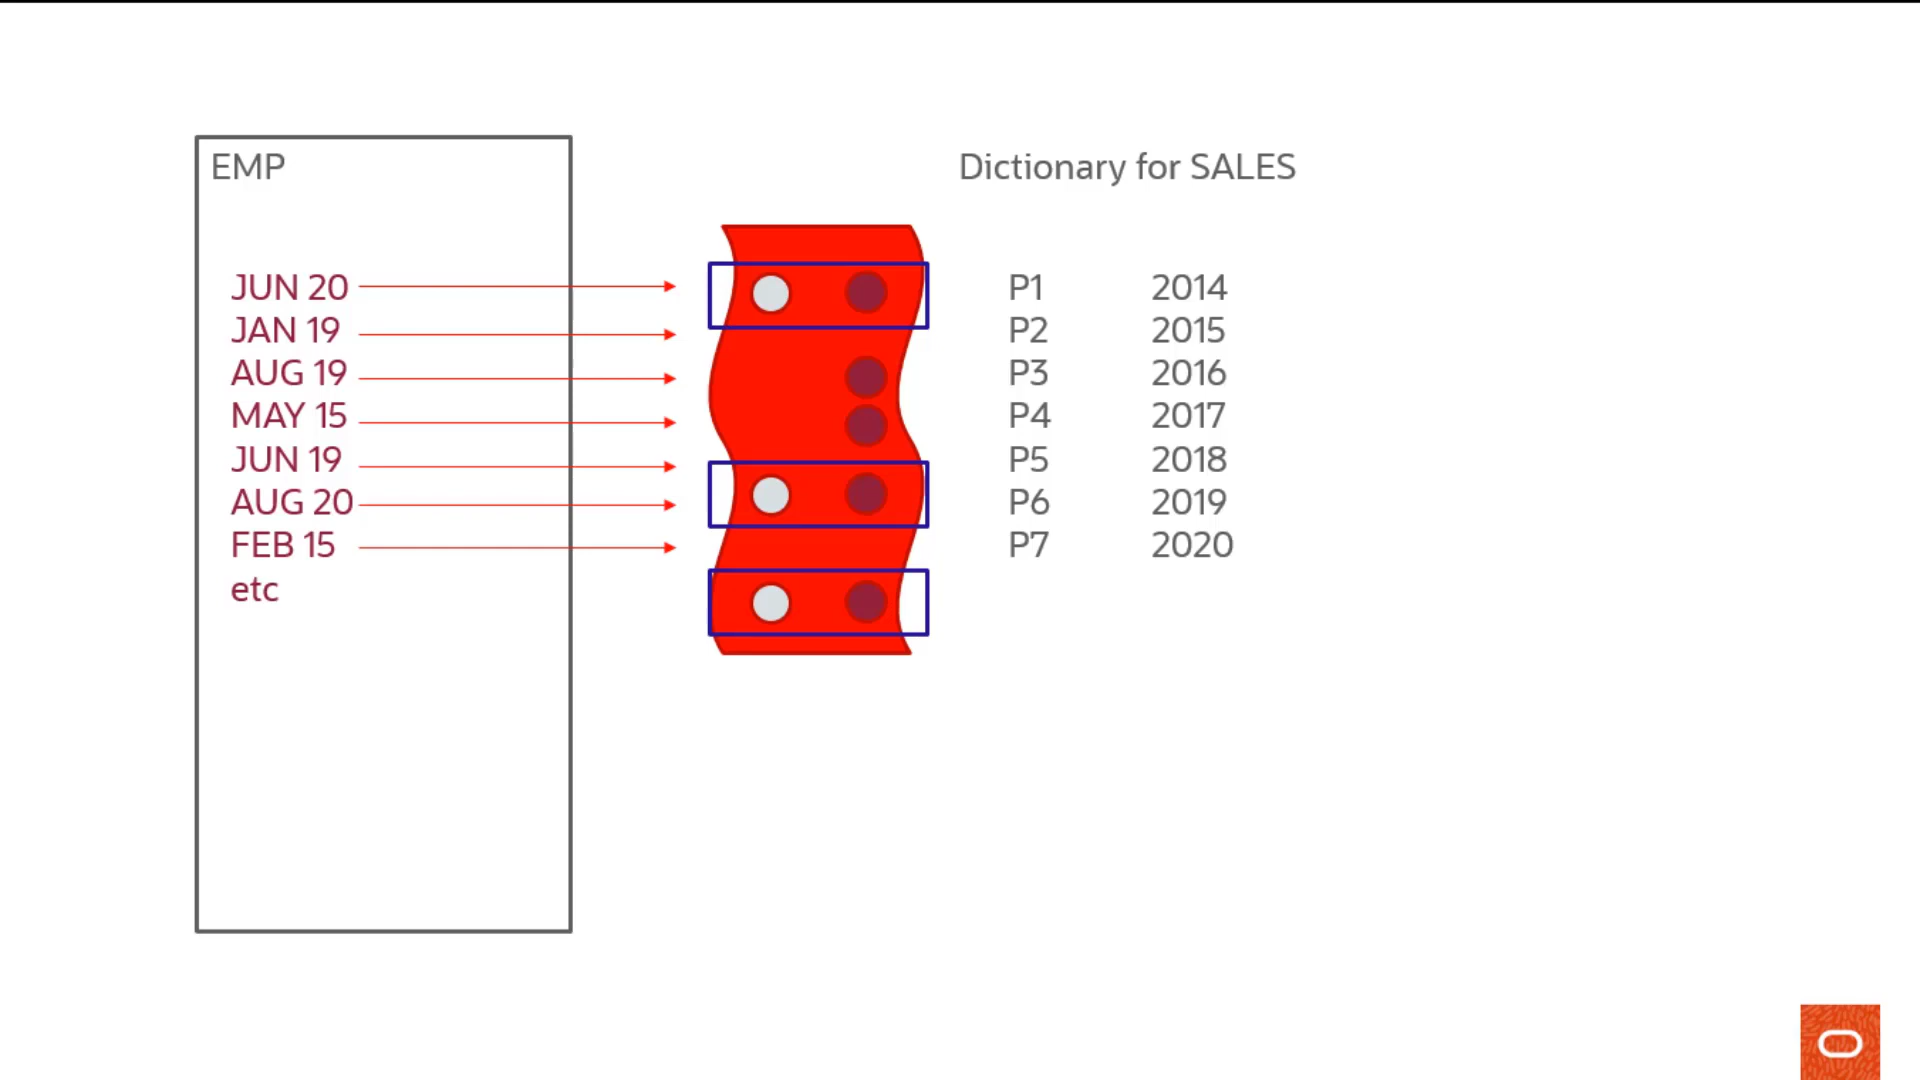 EMP
JUN 20
JAN 19
AUG 19
MAY 15
JUN 19
AUG 20
FEB 15
etc
Dictionary for SALES
P1 2014
P2 2015
P3 2016
P4 2017
P5 2018
P6 2019
P7 2020